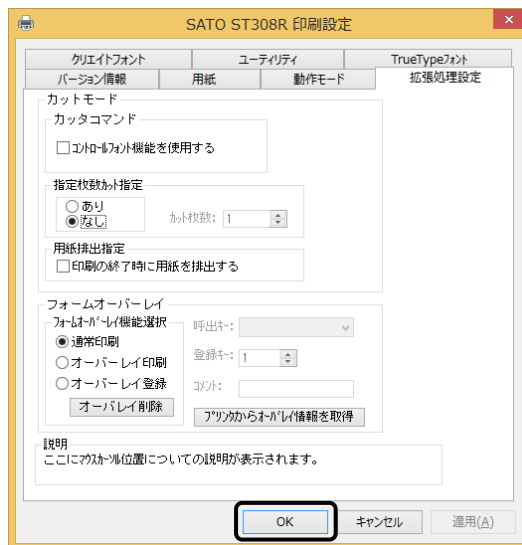 SATO ST308R 印刷設定
×
クリエイトフォント ユーティリティ TrueTypeフォント
バージョン情報 用紙 動作モード 拡張処理設定
カットモード
カッタコマンド
コントロールフォント機能を使用する
指定枚数カット指定
あり
なし
カット枚数: 1
用紙排出指定
印刷の終了時に用紙を排出する
フォームオーバーレイ
フォームオーバーレイ機能選択
通常印刷
オーバーレイ印刷
オーバーレイ登録
オーバレイ削除
呼出キー:
登録キー: 1
コメント:
プリンタからオーバレイ情報を取得
説明
ここにマウスカーソル位置についての説明が表示されます。
OK キャンセル 適用(A)